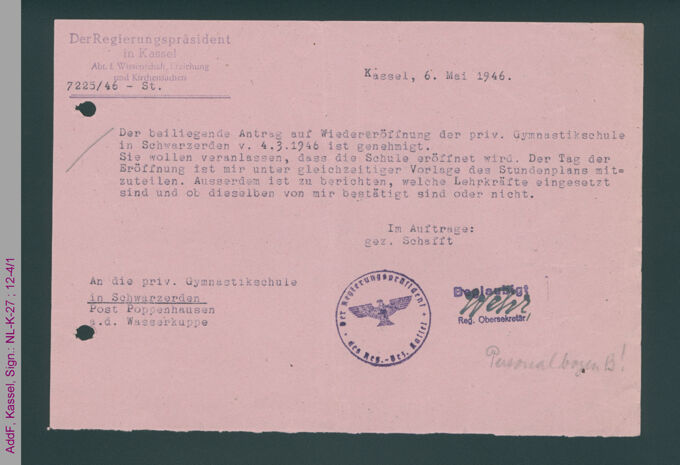 Der Regierungspräsident
in Kassel
Abt. f. Wissenschaft, Erziehung
und Kirchensachen
7225/46 - St.
Kassel, 6. Mai 1946.
Der beiliegende Antrag auf Wiedereröffnung der priv. Gymnastikschule
in Schwarzerden v. 4.3.1946 ist genehmigt.
Sie wollen veranlassen, dass die Schule eröffnet wird. Der Tag der
Eröffnung ist mir unter gleichzeitiger Vorlage des Stundenplans mit=
zuteilen. Ausserdem ist zu berichten, welche Lehrkräfte eingesetzt
sind und ob dieselben von mir bestätigt sind oder nicht.
Im Auftrage:
gez. Schafft
An die priv. Gymnastikschule
in Schwarzerden
Post Poppenhausen
a.d. Wasserkuppe
Der Regierungspräsident
des Reg.-Bez. Kassel
Beglaubigt
Wehr
Reg. Obersekretär
Personalbogen B!
AddF, Kassel, Sign.: NL-K-27 ; 12-4/1